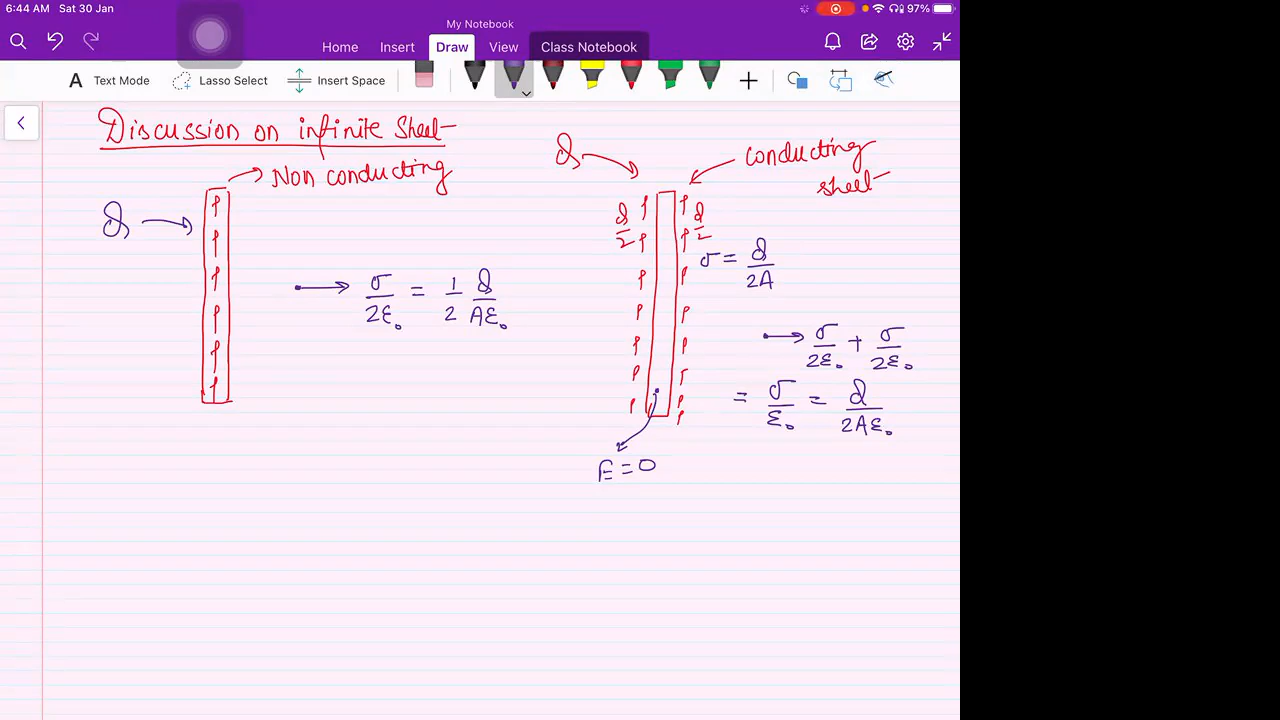 6:44 AM Sat 30 Jan
97%
My Notebook
Home Insert Draw View Class Notebook
A Text Mode Lasso Select Insert Space
Discussion on infinite sheet
Non conducting
Q
σ/2ε₀ = 1/2 Q/Aε₀
Q
conducting
sheet
Q/2 Q/2
σ = Q/2A
σ/2ε₀ + σ/2ε₀
= σ/ε₀ = Q/2Aε₀
E = 0